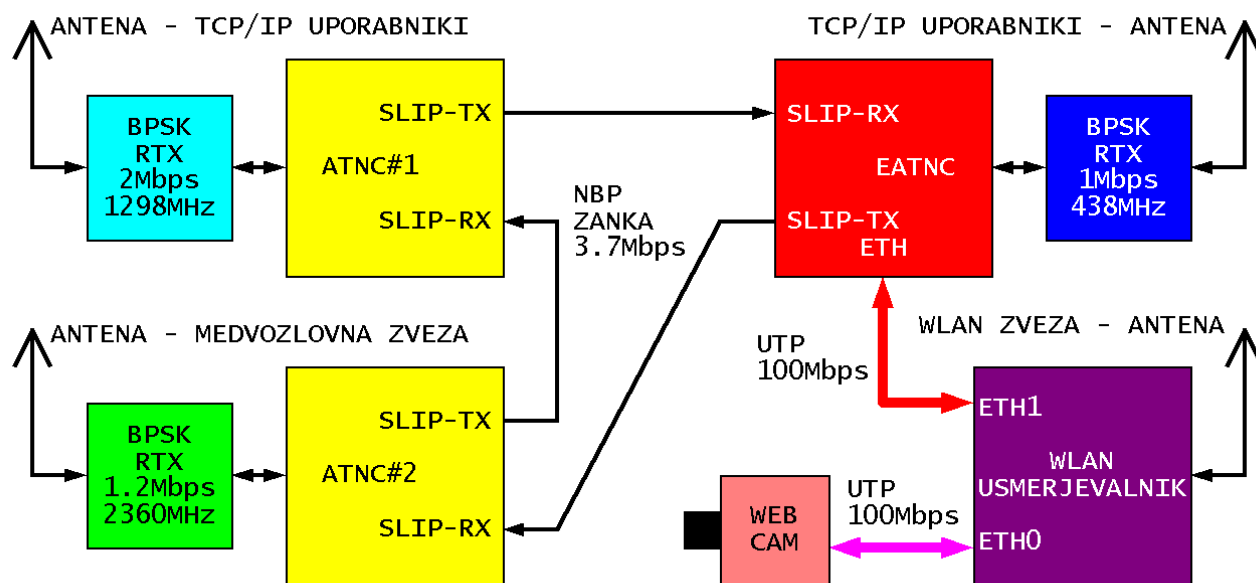 ANTENA - TCP/IP UPORABNIKI
TCP/IP UPORABNIKI - ANTENA
BPSK
RTX
2Mbps
1298MHz
SLIP-TX
ATNC#1
SLIP-RX
NBP
ZANKA
3.7Mbps
SLIP-RX
EATNC
SLIP-TX
ETH
BPSK
RTX
1Mbps
438MHz
ANTENA - MEDVOZLOVNA ZVEZA
WLAN ZVEZA - ANTENA
BPSK
RTX
1.2Mbps
2360MHz
SLIP-TX
ATNC#2
SLIP-RX
UTP
100Mbps
WEB
CAM
UTP
100Mbps
ETH1
WLAN
USMERJEVALNIK
ETH0